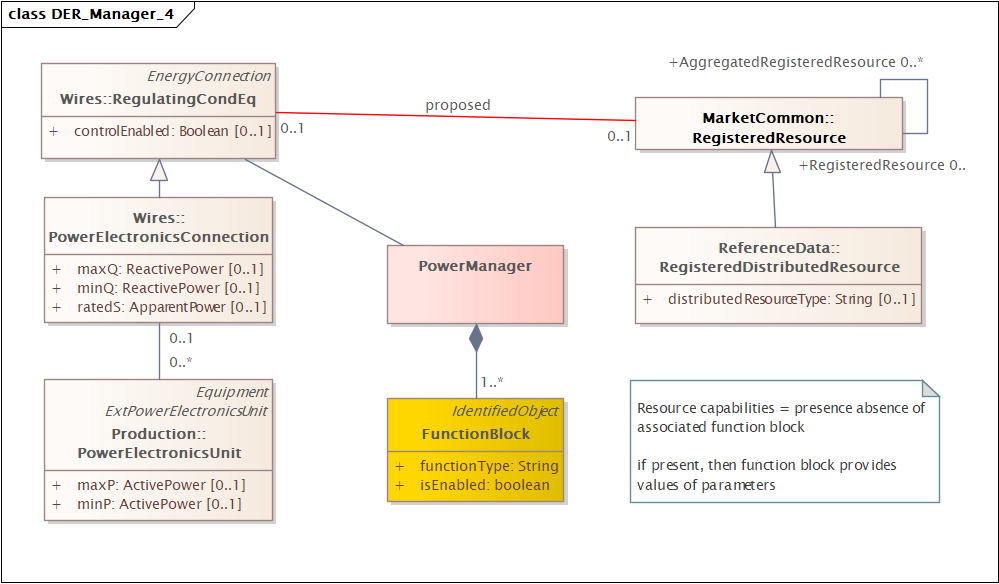 class DER_Manager_4
EnergyConnection
Wires::RegulatingCondEq
+ controlEnabled: Boolean [0..1]
0..1
proposed
0..1
+AggregatedRegisteredResource 0..*
MarketCommon::
RegisteredResource
+RegisteredResource 0..
Wires::
PowerElectronicsConnection
+ maxQ: ReactivePower [0..1]
+ minQ: ReactivePower [0..1]
+ ratedS: ApparentPower [0..1]
0..1
0..*
PowerManager
1..*
ReferenceData::
RegisteredDistributedResource
+ distributedResourceType: String [0..1]
Equipment
ExtPowerElectronicsUnit
Production::
PowerElectronicsUnit
+ maxP: ActivePower [0..1]
+ minP: ActivePower [0..1]
IdentifiedObject
FunctionBlock
+ functionType: String
+ isEnabled: boolean
Resource capabilities = presence absence of
associated function block
if present, then function block provides
values of parameters